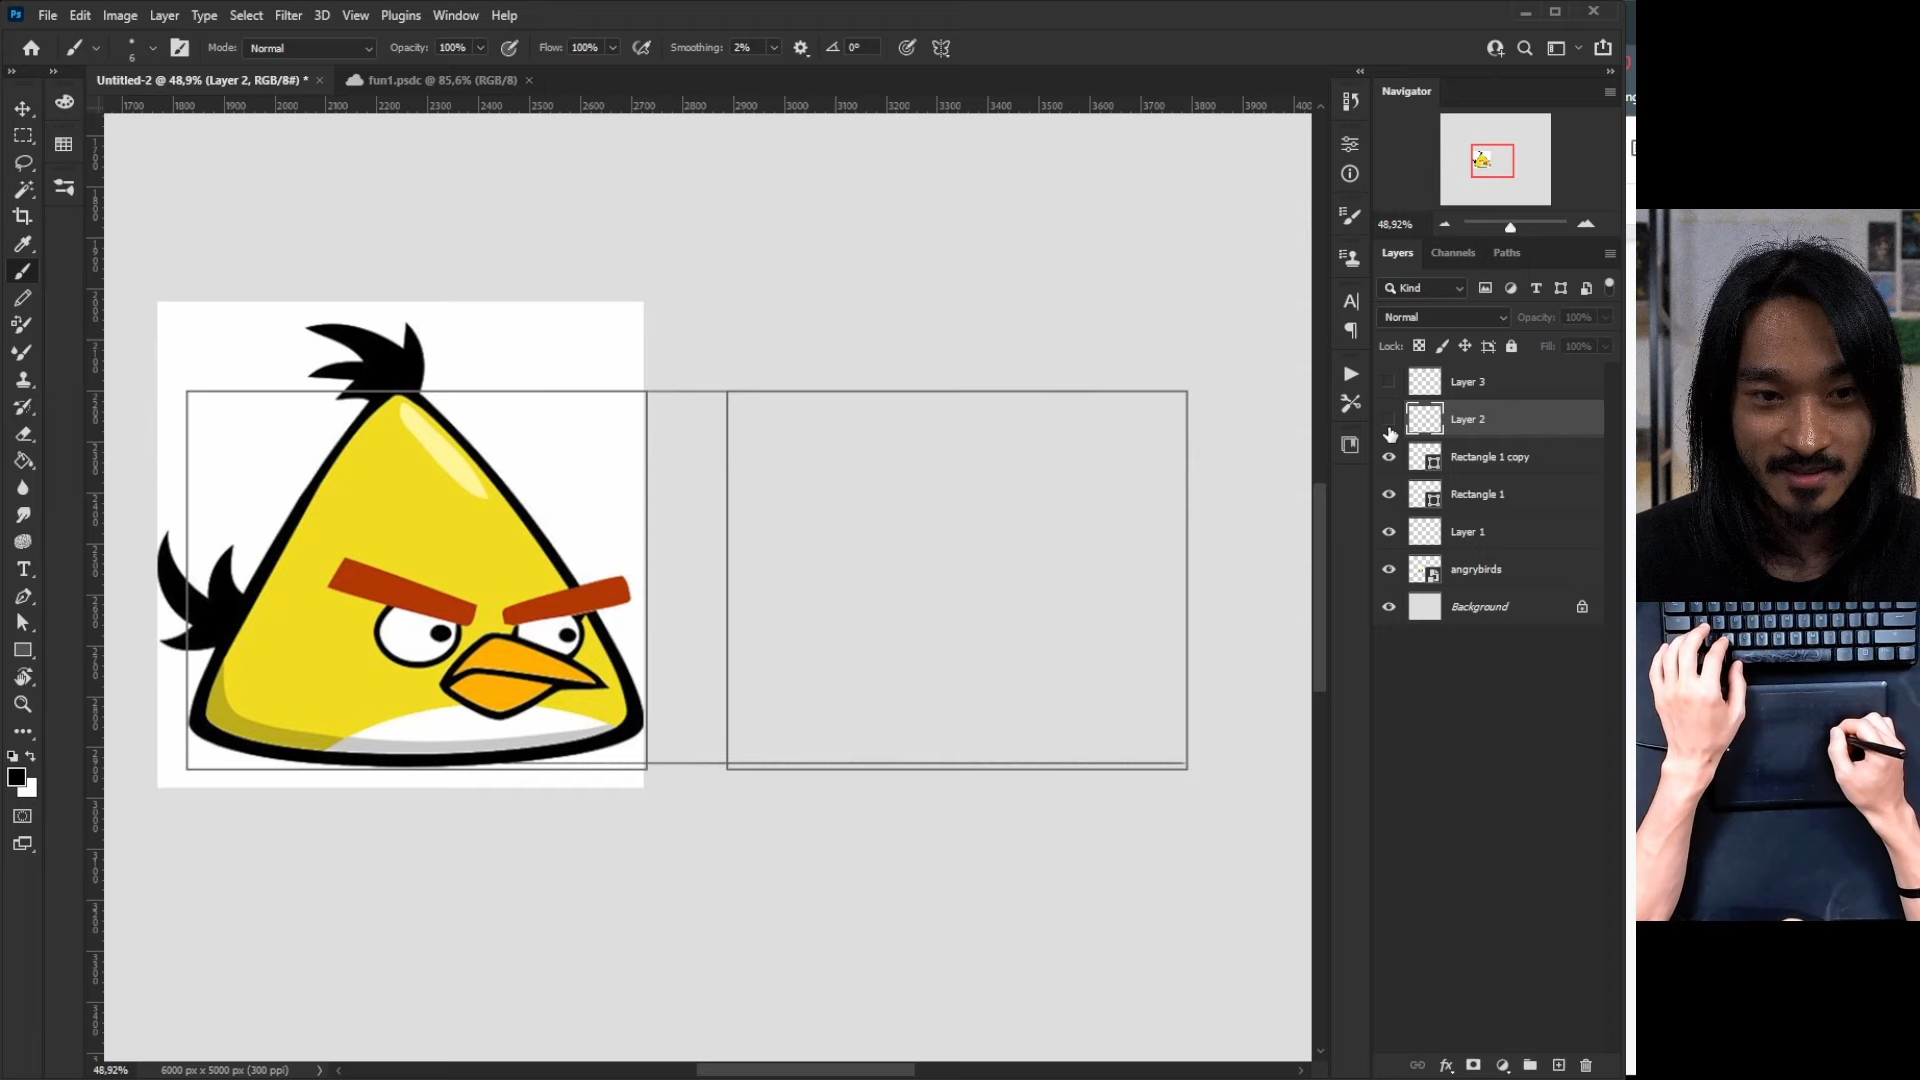 Ps File Edit Image Layer Type Select Filter 3D View Plugins Window Help
6 Mode: Normal Opacity: 100% Flow: 100% Smoothing: 2% 0°
Untitled-2 @ 48,9% (Layer 2, RGB/8#) * × fun1.psdc @ 85,6% (RGB/8) ×
1700 1800 1900 2000 2100 2200 2300 2400 2500 2600 2700 2800 2900 3000 3100 3200 3300 3400 3500 3600 3700 3800 3900 400
Navigator
48,92%
Layers Channels Paths
Kind
Normal Opacity: 100%
Lock: Fill: 100%
Layer 3
Layer 2
Rectangle 1 copy
Rectangle 1
Layer 1
angrybirds
Background
48,92% 6000 px x 5000 px (300 ppi)